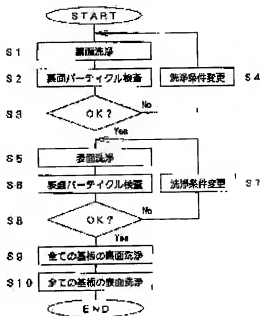 START
S1 裏面洗浄
S2 裏面パーティクル検査 洗浄条件変更 S4
S3 OK? No
Yes
S5 表面洗浄
S6 表面パーティクル検査 洗浄条件変更 S7
S8 OK? No
Yes
S9 全ての基板の裏面洗浄
S10 全ての基板の表面洗浄
END